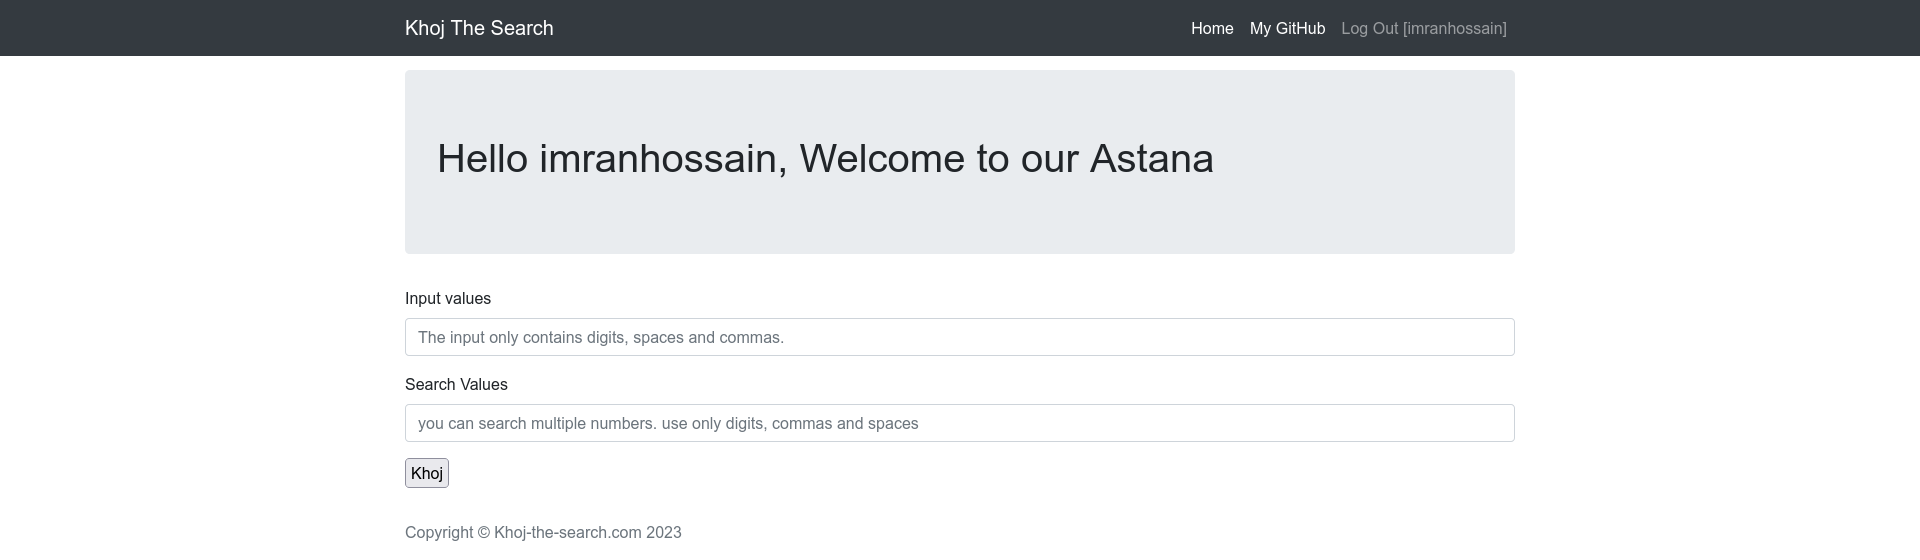 Khoj The Search
Home My GitHub Log Out [imranhossain]
Hello imranhossain, Welcome to our Astana
Input values
The input only contains digits, spaces and commas.
Search Values
you can search multiple numbers. use only digits, commas and spaces
Khoj
Copyright © Khoj-the-search.com 2023